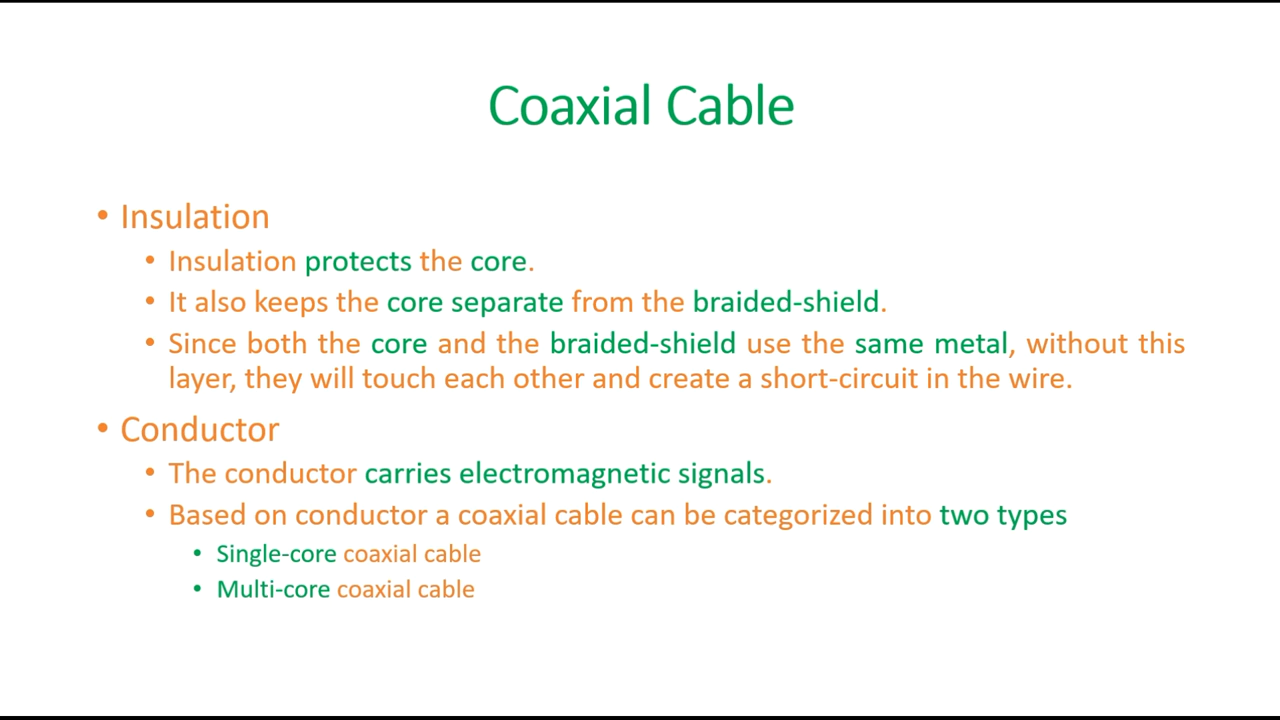 Coaxial Cable
• Insulation
• Insulation protects the core.
• It also keeps the core separate from the braided-shield.
• Since both the core and the braided-shield use the same metal, without this
layer, they will touch each other and create a short-circuit in the wire.
• Conductor
• The conductor carries electromagnetic signals.
• Based on conductor a coaxial cable can be categorized into two types
• Single-core coaxial cable
• Multi-core coaxial cable